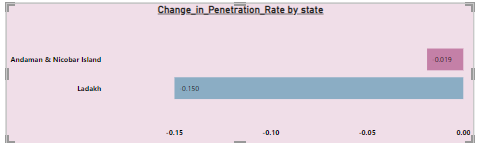 Change_in_Penetration_Rate by state
Andaman & Nicobar Island
0.019
Ladakh
0.150
-0.15 -0.10 -0.05 0.00